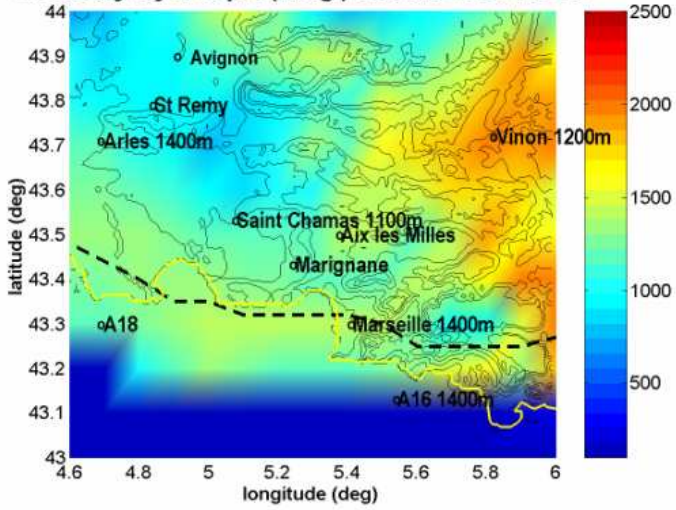 44
43.9
43.8
43.7
43.6
43.5
43.4
43.3
43.2
43.1
43
latitude (deg)
Avignon
St Remy
Arles 1400m
Vinon 1200m
Saint Chamas 1100m
Aix les Milles
Marignane
A18
Marseille 1400m
A16 1400m
4.6
4.8
5
5.2
5.4
5.6
5.8
6
longitude (deg)
2500
2000
1500
1000
500